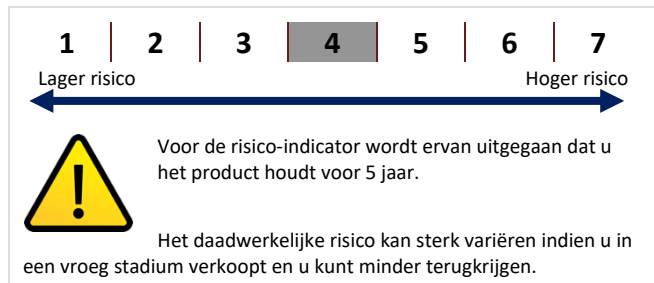 1 2 3 4 5 6 7
Lager risico Hoger risico
Voor de risico-indicator wordt ervan uitgegaan dat u
het product houdt voor 5 jaar.
Het daadwerkelijke risico kan sterk variëren indien u in
een vroeg stadium verkoopt en u kunt minder terugkrijgen.